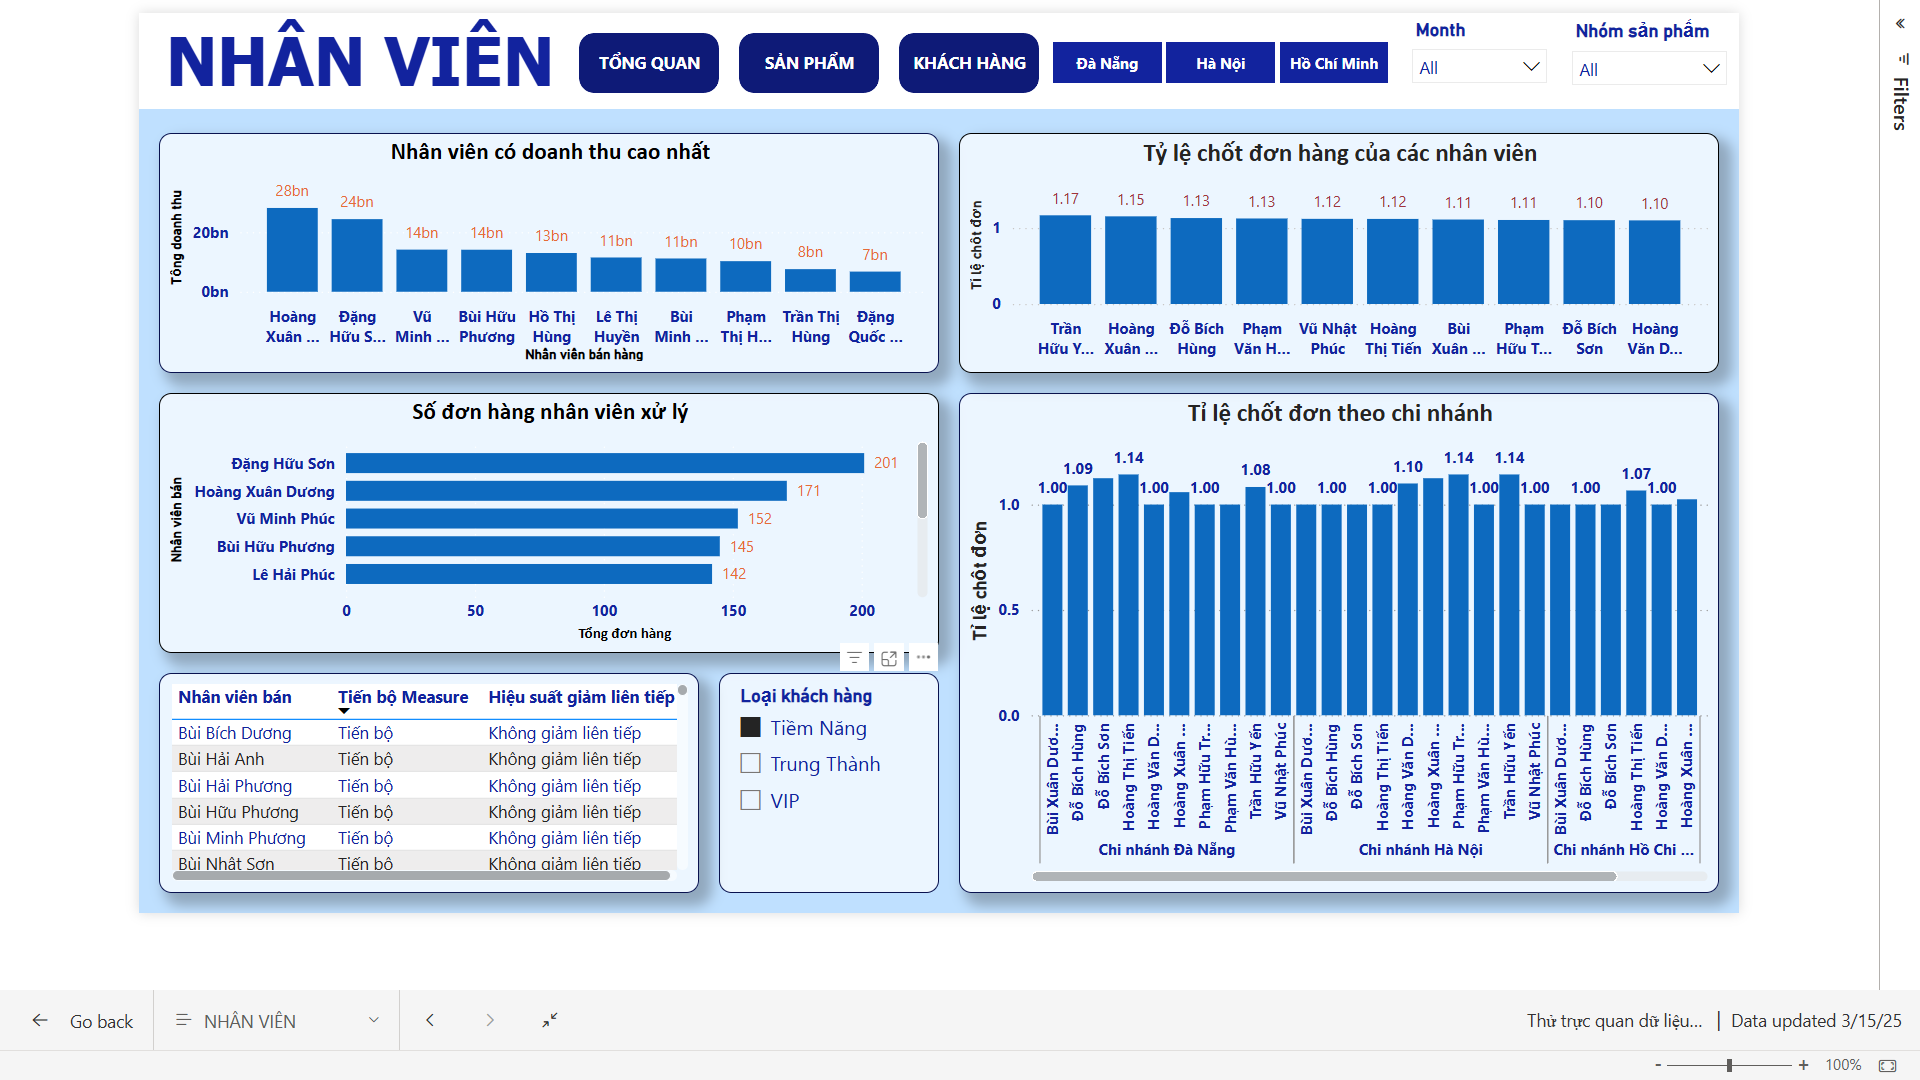 NHÂN VIÊN
TỔNG QUAN
SẢN PHẨM
KHÁCH HÀNG
Đà Nẵng
Hà Nội
Hồ Chí Minh
Month
All
Nhóm sản phẩm
All
Filters
Nhân viên có doanh thu cao nhất
Tổng doanh thu
20bn
0bn
28bn
24bn
14bn
14bn
13bn
11bn
11bn
10bn
8bn
7bn
Hoàng Xuân ...
Đặng Hữu S...
Vũ Minh ...
Bùi Hữu Phương
Hồ Thị Hùng
Lê Thị Huyền
Bùi Minh ...
Phạm Thị H...
Trần Thị Hùng
Đặng Quốc ...
Nhân viên bán hàng
Tỷ lệ chốt đơn hàng của các nhân viên
Tỉ lệ chốt đơn
1
0
1.17
1.15
1.13
1.13
1.12
1.12
1.11
1.11
1.10
1.10
Trần Hữu Y...
Hoàng Xuân ...
Đỗ Bích Hùng
Phạm Văn H...
Vũ Nhật Phúc
Hoàng Thị Tiến
Bùi Xuân ...
Phạm Hữu T...
Đỗ Bích Sơn
Hoàng Văn D...
Số đơn hàng nhân viên xử lý
Nhân viên bán
Đặng Hữu Sơn 201
Hoàng Xuân Dương 171
Vũ Minh Phúc 152
Bùi Hữu Phương 145
Lê Hải Phúc 142
0 50 100 150 200
Tổng đơn hàng
Tỉ lệ chốt đơn theo chi nhánh
Tỉ lệ chốt đơn
1.0
0.5
0.0
1.00
1.09
1.14
1.00
1.00
1.08
1.00
1.00
1.00
1.10
1.14
1.00
1.14
1.00
1.00
1.07
1.00
Bùi Xuân Dươ...
Đỗ Bích Hùng
Đỗ Bích Sơn
Hoàng Thị Tiến
Hoàng Văn D...
Hoàng Xuân ...
Phạm Hữu Tr...
Phạm Văn Hù...
Trần Hữu Yến
Vũ Nhật Phúc
Bùi Xuân Dươ...
Đỗ Bích Hùng
Đỗ Bích Sơn
Hoàng Thị Tiến
Hoàng Văn D...
Hoàng Xuân ...
Phạm Hữu Tr...
Phạm Văn Hù...
Trần Hữu Yến
Vũ Nhật Phúc
Bùi Xuân Dươ...
Đỗ Bích Hùng
Đỗ Bích Sơn
Hoàng Thị Tiến
Hoàng Văn D...
Hoàng Xuân ...
Chi nhánh Đà Nẵng
Chi nhánh Hà Nội
Chi nhánh Hồ Chi ...
Nhân viên bán Tiến bộ Measure Hiệu suất giảm liên tiếp
Bùi Bích Dương Tiến bộ Không giảm liên tiếp
Bùi Hải Anh Tiến bộ Không giảm liên tiếp
Bùi Hải Phương Tiến bộ Không giảm liên tiếp
Bùi Hữu Phương Tiến bộ Không giảm liên tiếp
Bùi Minh Phương Tiến bộ Không giảm liên tiếp
Bùi Nhật Sơn Tiến bộ Không giảm liên tiếp
Loại khách hàng
Tiềm Năng
Trung Thành
VIP
Go back
NHÂN VIÊN
Thử trực quan dữ liệu... | Data updated 3/15/25
- + 100%